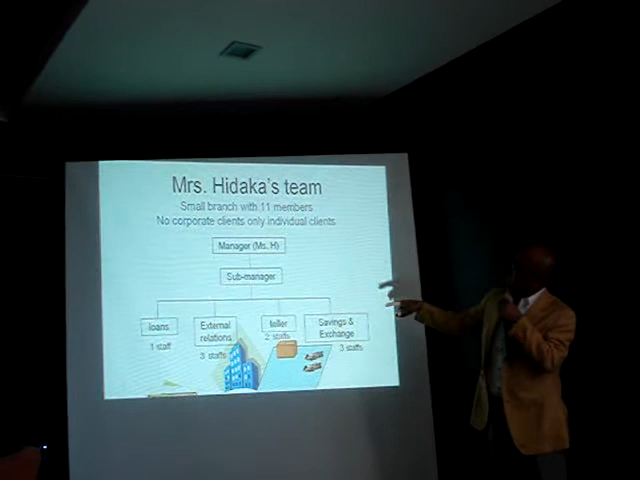 Mrs. Hidaka's team
Small branch with 11 members
No corporate clients only individual clients
Manager (Ms. H)
Sub-manager
loans
External
relations
teller
Savings &
Exchange
1 staff
3 staffs
2 staffs
3 staffs